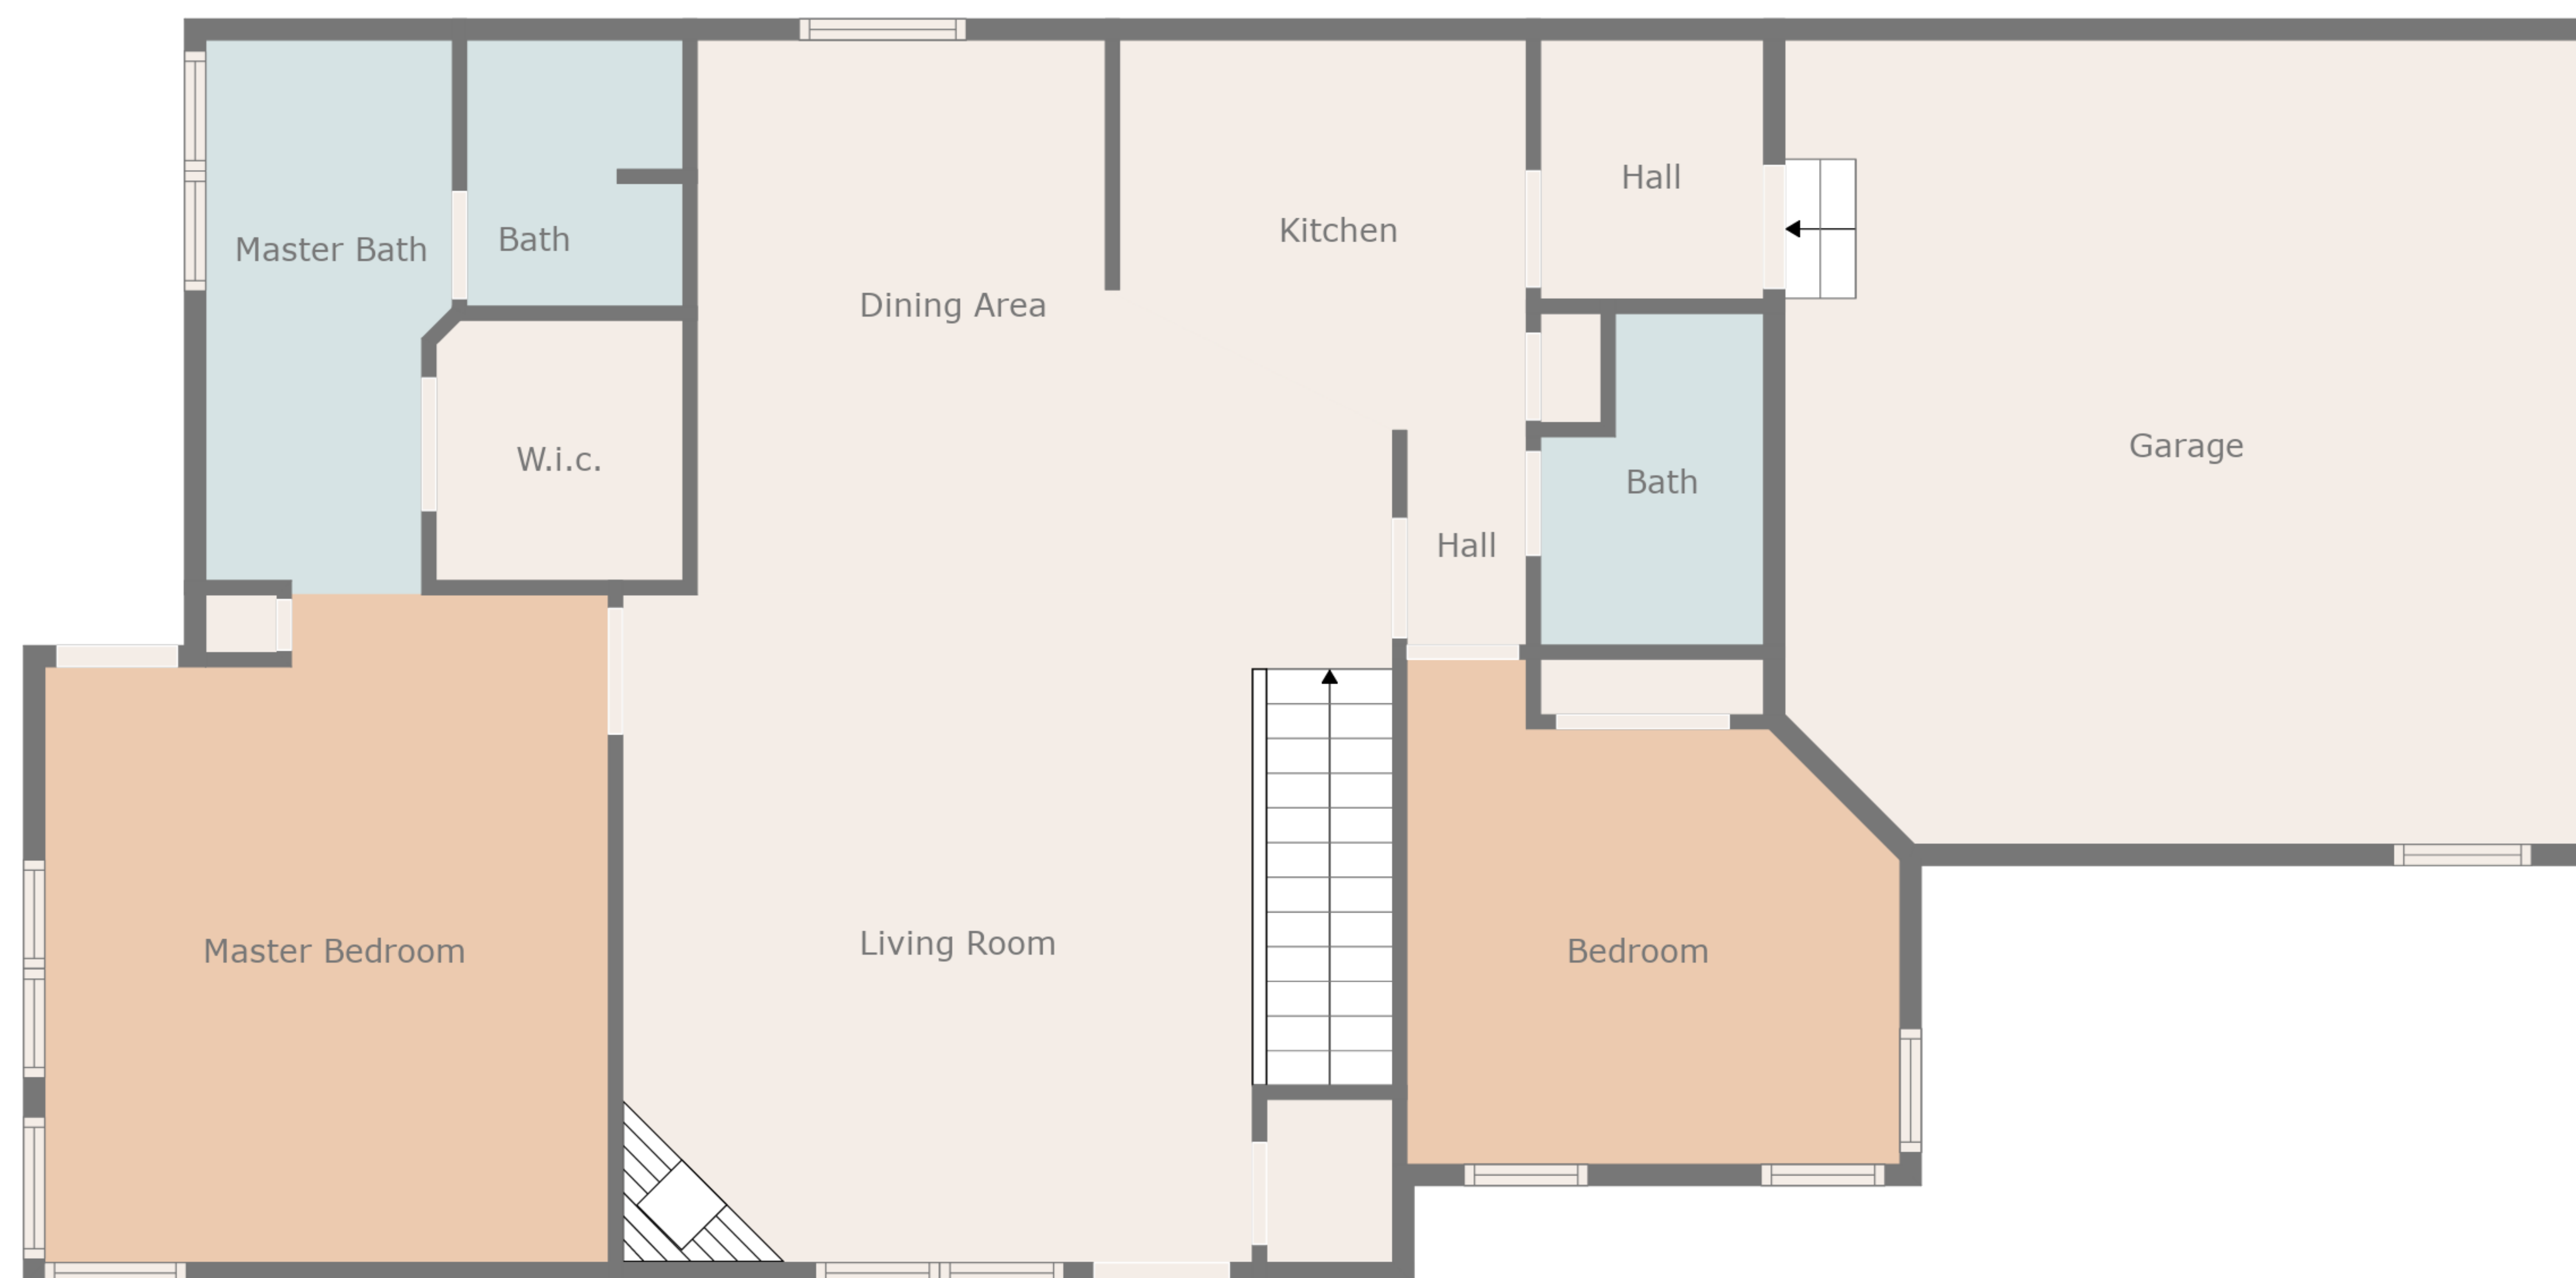 Hall
Kitchen
Bath
Master Bath
Dining Area
Garage
W.i.c.
Bath
Hall
Living Room
Master Bedroom
Bedroom